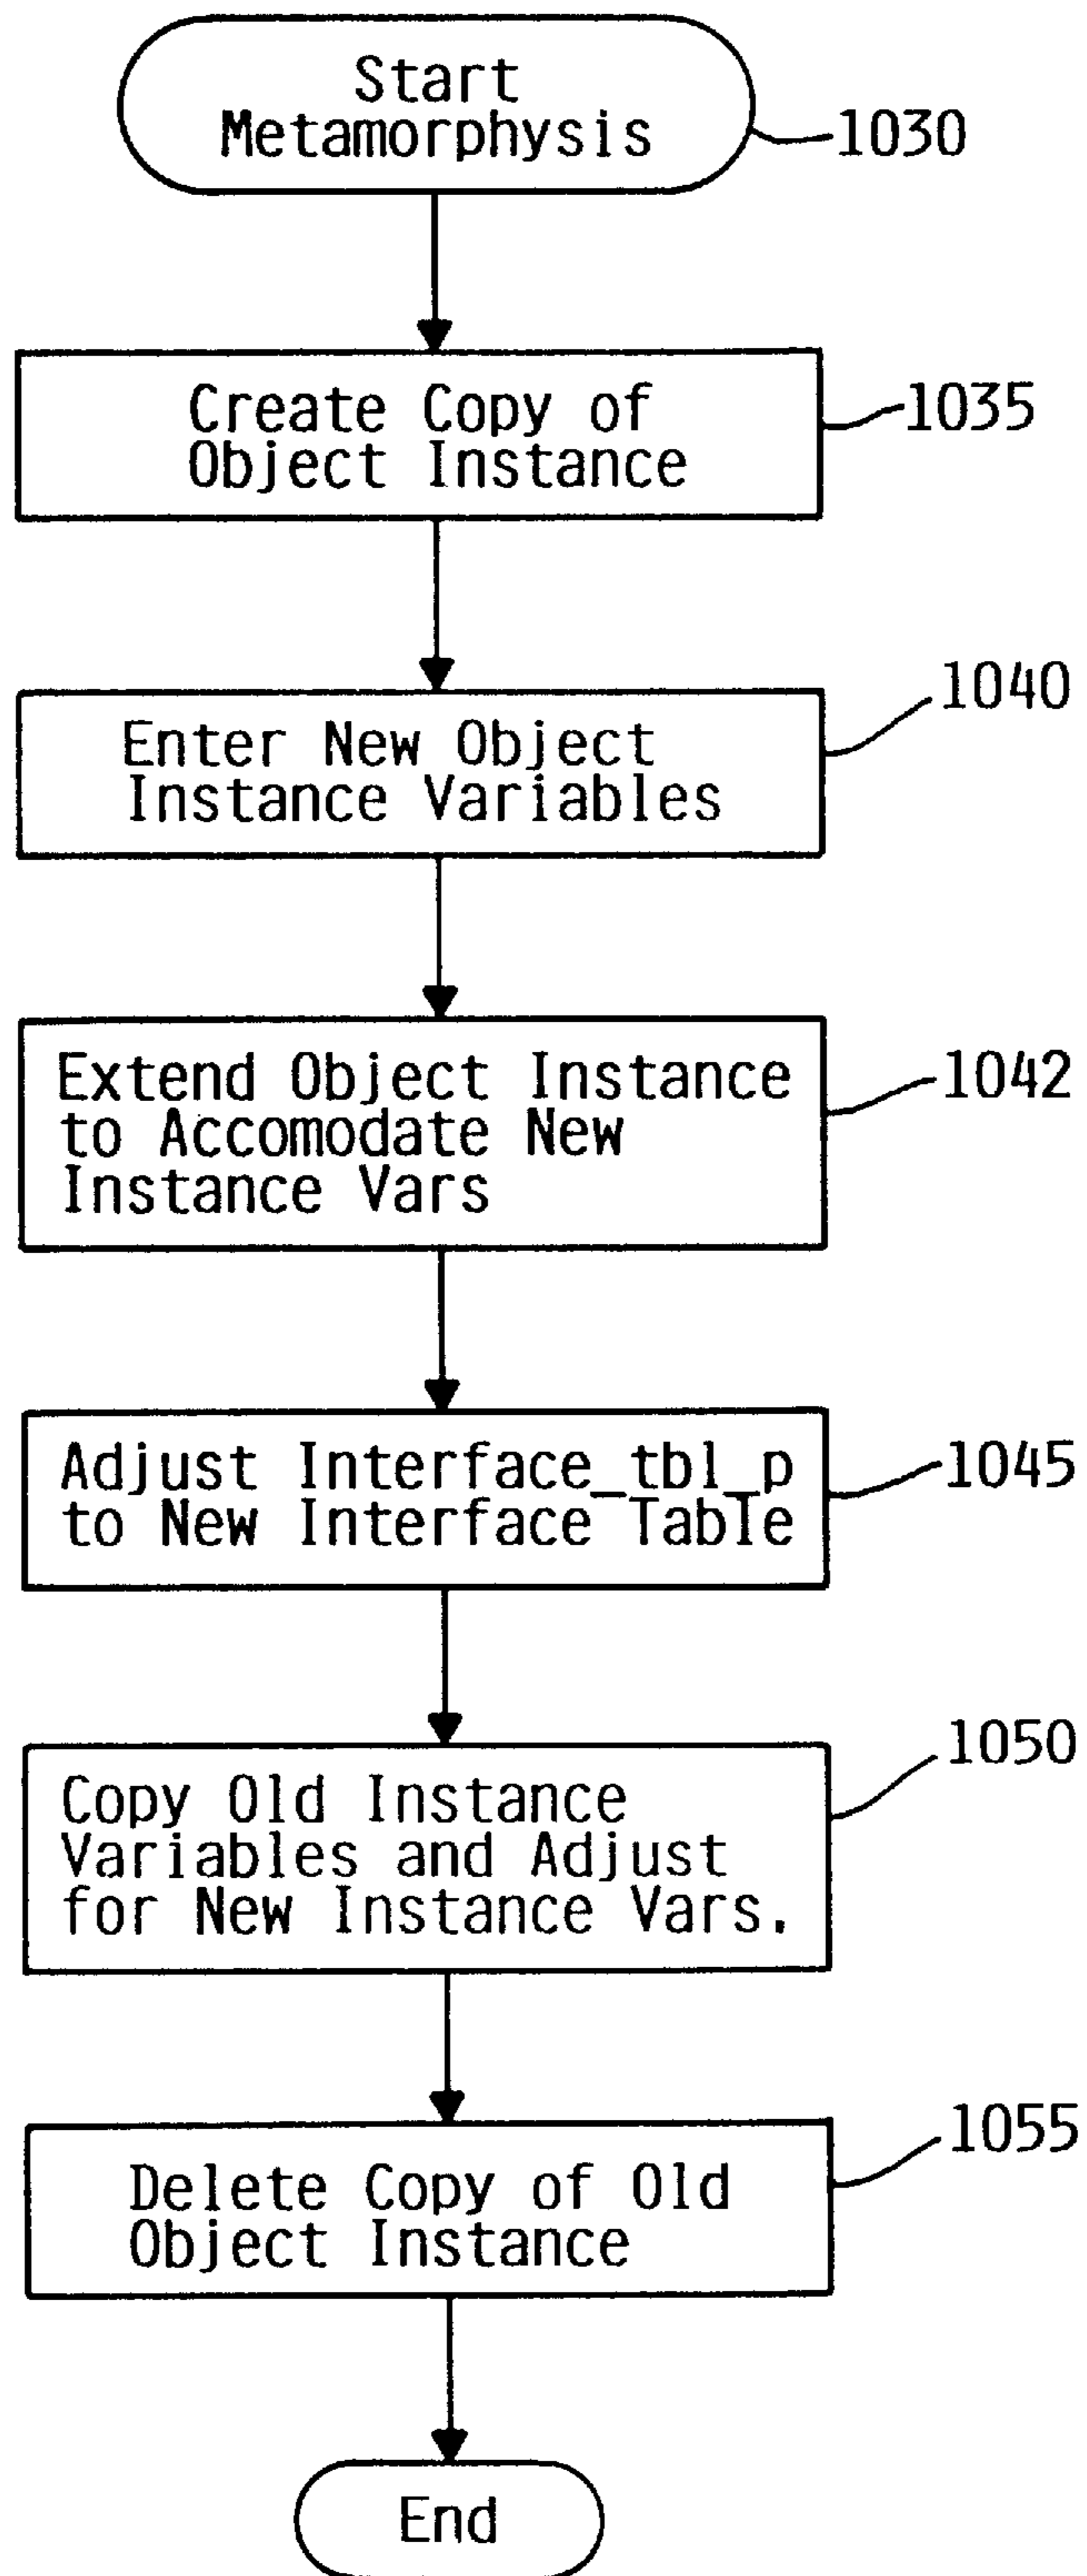 Start
Metamorphysis
1030
Create Copy of
Object Instance
1035
Enter New Object
Instance Variables
1040
Extend Object Instance
to Accomodate New
Instance Vars
1042
Adjust Interface_tbl_p
to New Interface Table
1045
Copy Old Instance
Variables and Adjust
for New Instance Vars.
1050
Delete Copy of Old
Object Instance
1055
End